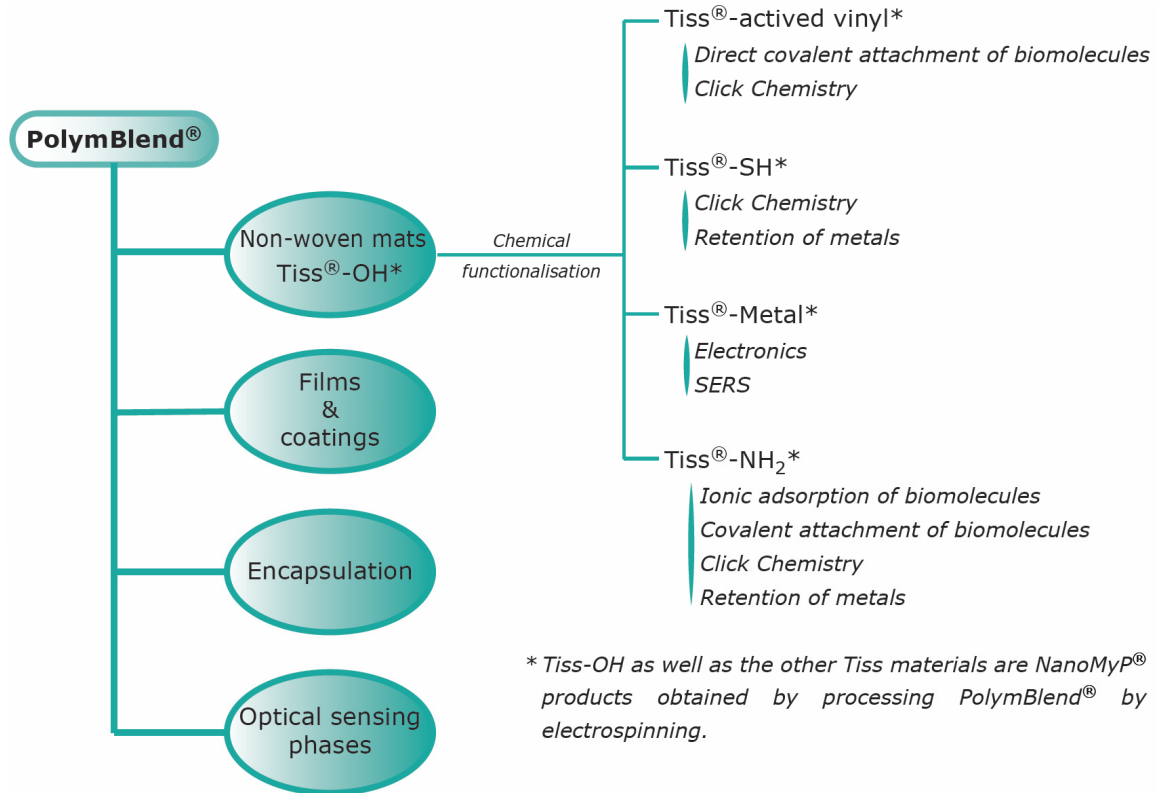 PolymBlend®
Non-woven mats
Tiss®-OH*
Chemical
functionalisation
Films
&
coatings
Encapsulation
Optical sensing
phases
Tiss®-actived vinyl*
Direct covalent attachment of biomolecules
Click Chemistry
Tiss®-SH*
Click Chemistry
Retention of metals
Tiss®-Metal*
Electronics
SERS
Tiss®-NH₂*
Ionic adsorption of biomolecules
Covalent attachment of biomolecules
Click Chemistry
Retention of metals
* Tiss-OH as well as the other Tiss materials are NanoMyP®
products obtained by processing PolymBlend® by
electrospinning.